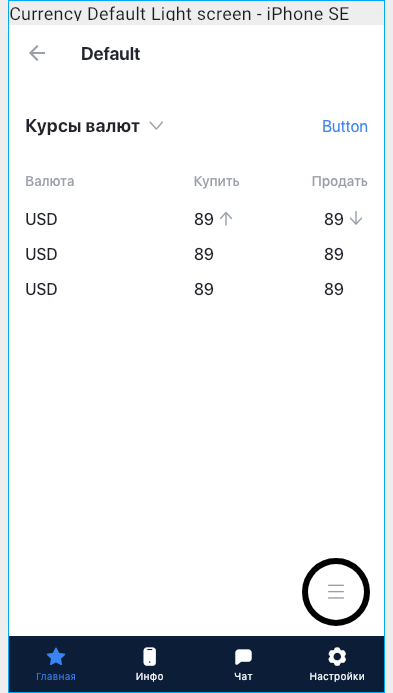 Currency Default Light screen - iPhone SE
Default
Курсы валют Button
Валюта Купить Продать
USD 89 89
USD 89 89
USD 89 89
Главная Инфо Чат Настройки